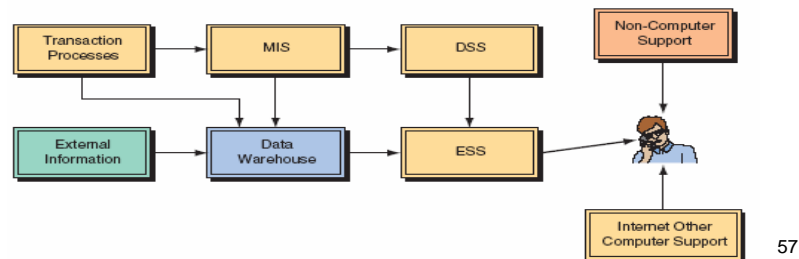 Transaction
Processes
MIS
DSS
Non-Computer
Support
External
Information
Data
Warehouse
ESS
Internet Other
Computer Support
57